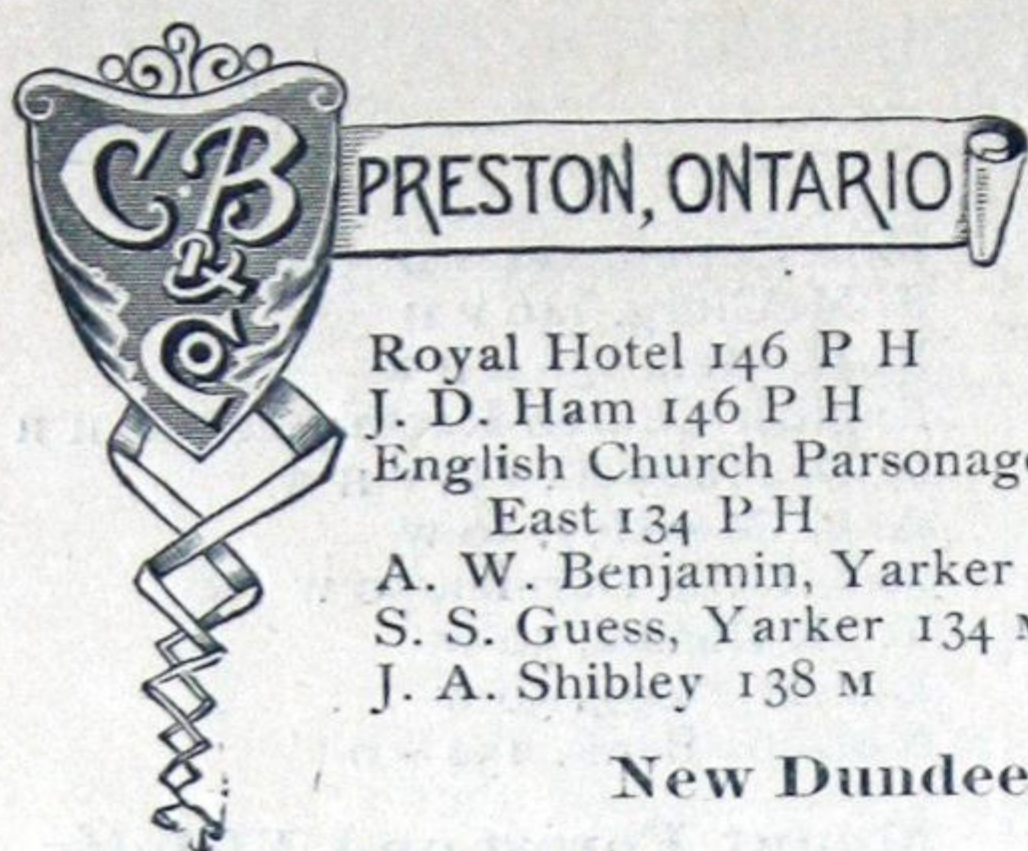 C.B
&
Co
PRESTON, ONTARIO
Royal Hotel 146 P H
J. D. Ham 146 P H
English Church Parsonage
East 134 P H
A. W. Benjamin, Yarker
S. S. Guess, Yarker 134 M
J. A. Shibley 138 M
New Dundee